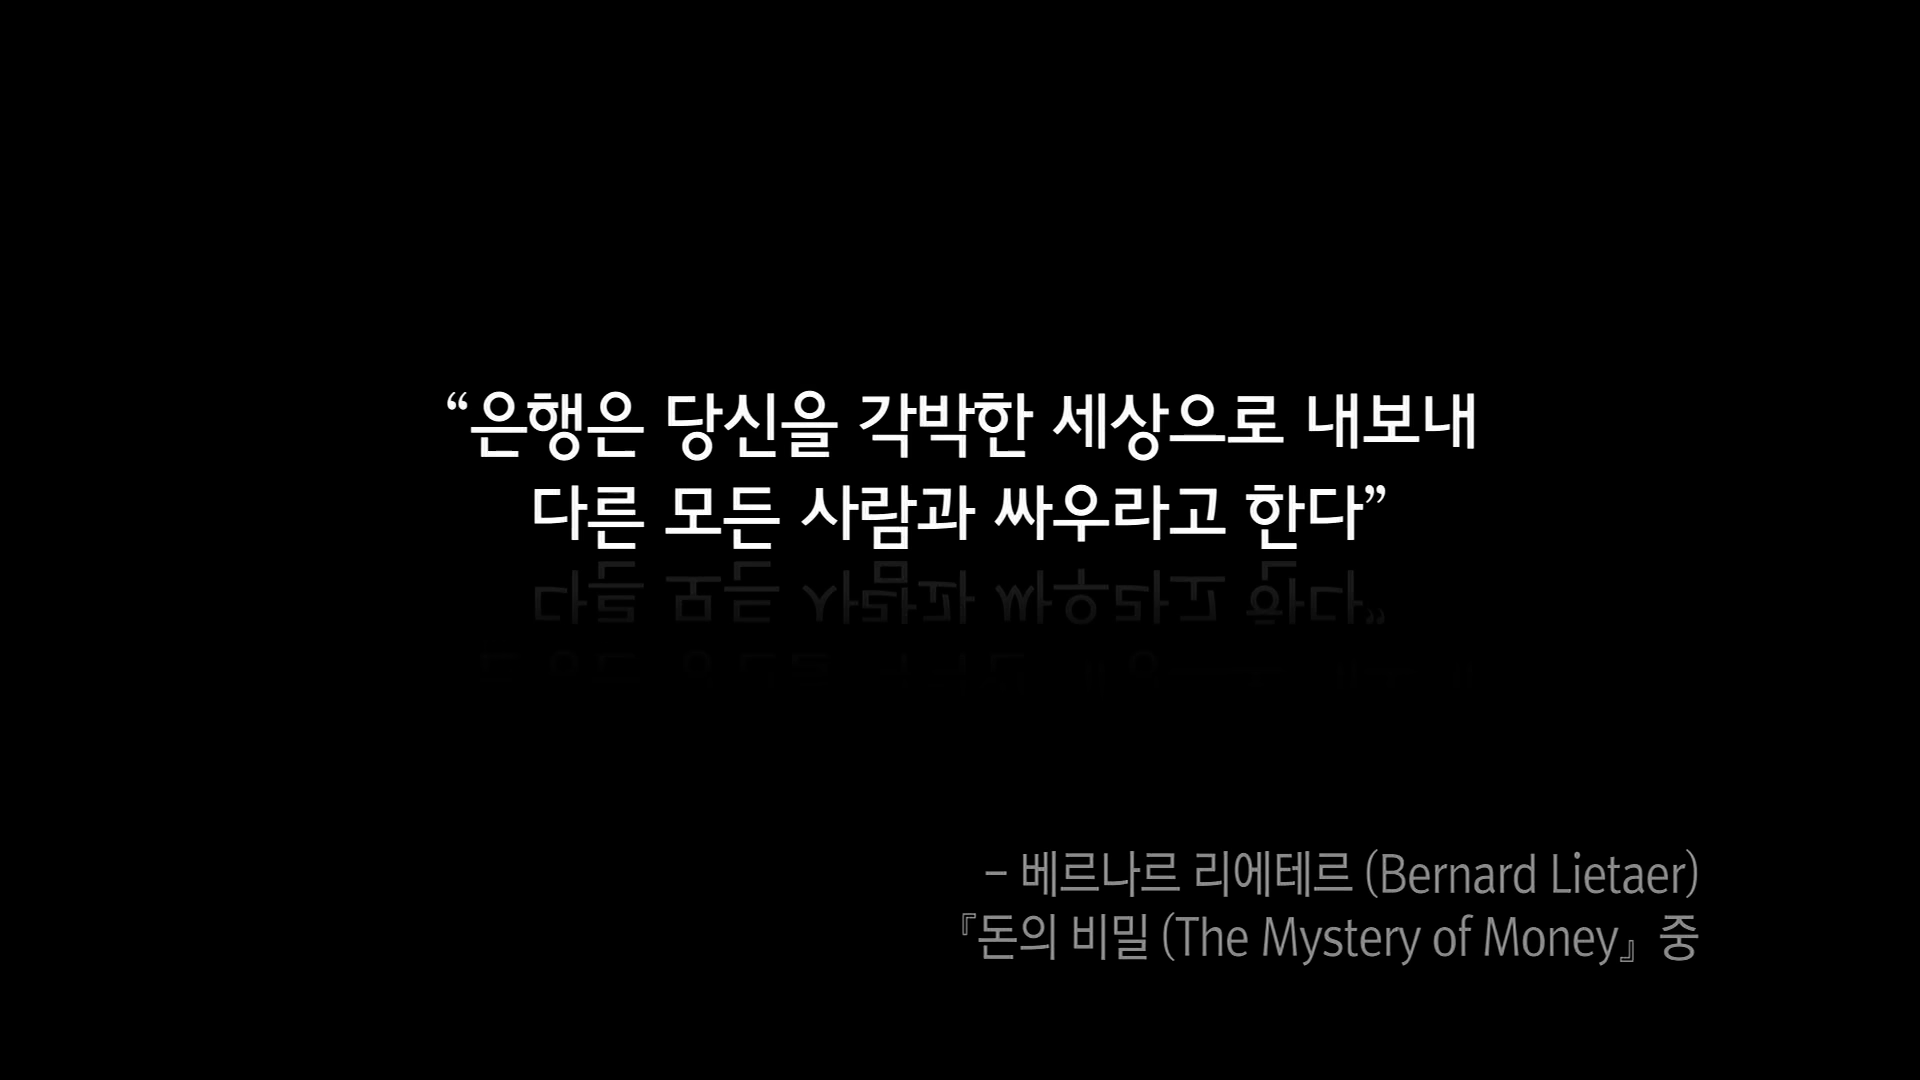 “은행은 당신을 각박한 세상으로 내보내
다른 모든 사람과 싸우라고 한다”
– 베르나르 리에테르 (Bernard Lietaer)
『돈의 비밀 (The Mystery of Money』 중